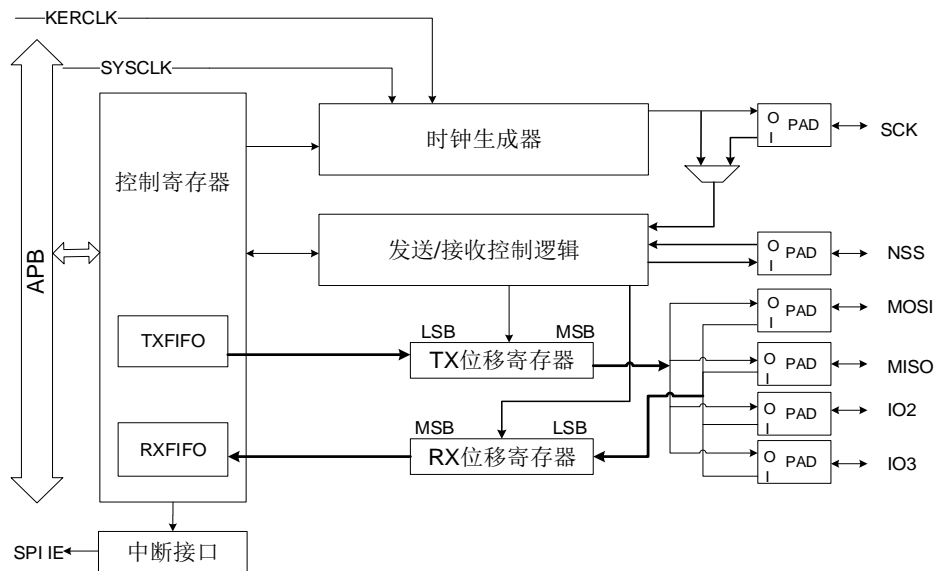 KERCLK
SYSCLK
APB
控制寄存器
时钟生成器
O
I
PAD
SCK
发送/接收控制逻辑
O
I
PAD
NSS
TXFIFO
LSB
MSB
TX位移寄存器
O
I
PAD
MOSI
O
I
PAD
MISO
RXFIFO
MSB
LSB
RX位移寄存器
O
I
PAD
IO2
O
I
PAD
IO3
SPI IE
中断接口